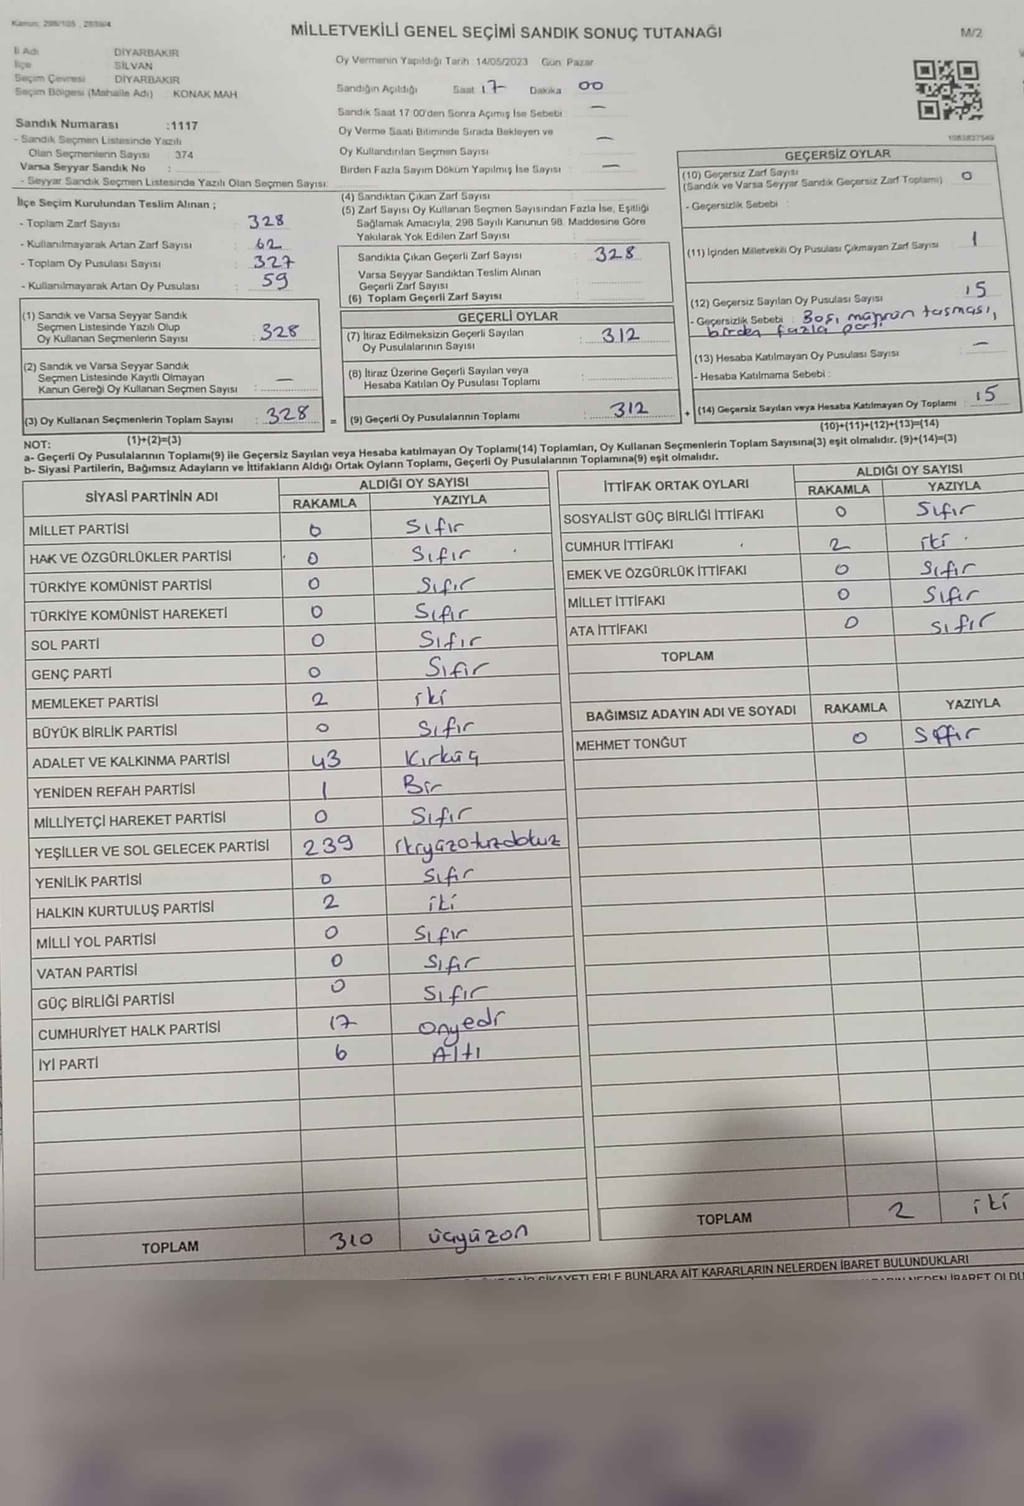 Kanun: 298/105 , 2839/4
MİLLETVEKİLİ GENEL SEÇİMİ SANDIK SONUÇ TUTANAĞI
M/2
İl Adı DİYARBAKIR
İlçe SİLVAN
Seçim Çevresi DİYARBAKIR
Seçim Bölgesi (Mahalle Adı) KONAK MAH
Sandık Numarası :1117
- Sandık Seçmen Listesinde Yazılı
Olan Seçmenlerin Sayısı : 374
Varsa Seyyar Sandık No :
- Seyyar Sandık Seçmen Listesinde Yazılı Olan Seçmen Sayısı:
Oy Vermenin Yapıldığı Tarih :14/05/2023 Gün: Pazar
Sandığın Açıldığı Saat 17 Dakika 00
Sandık Saat 17:00'den Sonra Açımış İse Sebebi : —
Oy Verme Saati Bitiminde Sırada Bekleyen ve
Oy Kullandırılan Seçmen Sayısı : —
Birden Fazla Sayım Döküm Yapılmış İse Sayısı : —
İlçe Seçim Kurulundan Teslim Alınan ;
- Toplam Zarf Sayısı : 328
- Kullanılmayarak Artan Zarf Sayısı : 62
- Toplam Oy Pusulası Sayısı : 327
- Kullanılmayarak Artan Oy Pusulası : 59
(1) Sandık ve Varsa Seyyar Sandık
Seçmen Listesinde Yazılı Olup
Oy Kullanan Seçmenlerin Sayısı : 328
(2) Sandık ve Varsa Seyyar Sandık
Seçmen Listesinde Kayıtlı Olmayan
Kanun Gereği Oy Kullanan Seçmen Sayısı : —
(3) Oy Kullanan Seçmenlerin Toplam Sayısı : 328
(1)+(2)=(3)
(4) Sandıktan Çıkan Zarf Sayısı :
(5) Zarf Sayısı Oy Kullanan Seçmen Sayısından Fazla İse, Eşitliği
Sağlamak Amacıyla, 298 Sayılı Kanunun 98. Maddesine Göre
Yakılarak Yok Edilen Zarf Sayısı :
Sandıkta Çıkan Geçerli Zarf Sayısı : 328
Varsa Seyyar Sandıktan Teslim Alınan
Geçerli Zarf Sayısı :
(6) Toplam Geçerli Zarf Sayısı :
GEÇERLİ OYLAR
(7) İtiraz Edilmeksizin Geçerli Sayılan
Oy Pusulalarının Sayısı : 312
(8) İtiraz Üzerine Geçerli Sayılan veya
Hesaba Katılan Oy Pusulası Toplamı :
= (9) Geçerli Oy Pusulalarının Toplamı : 312
GEÇERSİZ OYLAR
(10) Geçersiz Zarf Sayısı
(Sandık ve Varsa Seyyar Sandık Geçersiz Zarf Toplamı) : 0
- Geçersizlik Sebebi :
(11) İçinden Milletvekili Oy Pusulası Çıkmayan Zarf Sayısı : 1
(12) Geçersiz Sayılan Oy Pusulası Sayısı : 15
- Geçersizlik Sebebi : Boş, mührün taşması,
birden fazla parti
(13) Hesaba Katılmayan Oy Pusulası Sayısı : —
- Hesaba Katılmama Sebebi :
+ (14) Geçersiz Sayılan veya Hesaba Katılmayan Oy Toplamı : 15
(10)+(11)+(12)+(13)=(14)
NOT:
a- Geçerli Oy Pusulalarının Toplamı(9) ile Geçersiz Sayılan veya Hesaba katılmayan Oy Toplamı(14) Toplamları, Oy Kullanan Seçmenlerin Toplam Sayısına(3) eşit olmalıdır. (9)+(14)=(3)
b- Siyasi Partilerin, Bağımsız Adayların ve İttifakların Aldığı Ortak Oyların Toplamı, Geçerli Oy Pusulalarının Toplamına(9) eşit olmalıdır.
SİYASİ PARTİNİN ADI ALDIĞI OY SAYISI
RAKAMLA YAZIYLA
MİLLET PARTİSİ 0 Sıfır
HAK VE ÖZGÜRLÜKLER PARTİSİ 0 Sıfır
TÜRKİYE KOMÜNİST PARTİSİ 0 Sıfır
TÜRKİYE KOMÜNİST HAREKETİ 0 Sıfır
SOL PARTİ 0 Sıfır
GENÇ PARTİ 0 Sıfır
MEMLEKET PARTİSİ 2 iki
BÜYÜK BİRLİK PARTİSİ 0 Sıfır
ADALET VE KALKINMA PARTİSİ 43 Kırküç
YENİDEN REFAH PARTİSİ 1 Bir
MİLLİYETÇİ HAREKET PARTİSİ 0 Sıfır
YEŞİLLER VE SOL GELECEK PARTİSİ 239 ikiyüzotuzdokuz
YENİLİK PARTİSİ 0 Sıfır
HALKIN KURTULUŞ PARTİSİ 2 iki
MİLLİ YOL PARTİSİ 0 Sıfır
VATAN PARTİSİ 0 Sıfır
GÜÇ BİRLİĞİ PARTİSİ 0 Sıfır
CUMHURİYET HALK PARTİSİ 17 Onyedi
İYİ PARTİ 6 Altı
TOPLAM 310 üçyüzon
İTTİFAK ORTAK OYLARI ALDIĞI OY SAYISI
RAKAMLA YAZIYLA
SOSYALİST GÜÇ BİRLİĞİ İTTİFAKI 0 Sıfır
CUMHUR İTTİFAKI 2 iki
EMEK VE ÖZGÜRLÜK İTTİFAKI 0 Sıfır
MİLLET İTTİFAKI 0 Sıfır
ATA İTTİFAKI 0 Sıfır
TOPLAM
BAĞIMSIZ ADAYIN ADI VE SOYADI RAKAMLA YAZIYLA
MEHMET TONĞUT 0 Sıfır
TOPLAM 2 iki
ŞİKAYETLERLE BUNLARA AİT KARARLARIN NELERDEN İBARET BULUNDUKLARI